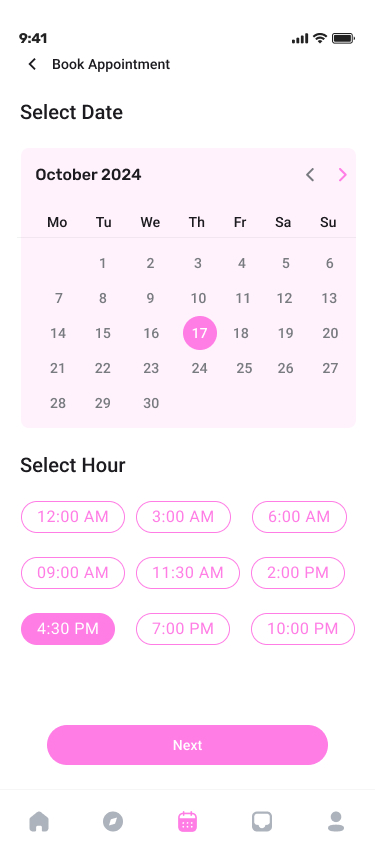 9:41
Book Appointment
Select Date
October 2024
Mo Tu We Th Fr Sa Su
1 2 3 4 5 6
7 8 9 10 11 12 13
14 15 16 17 18 19 20
21 22 23 24 25 26 27
28 29 30
Select Hour
12:00 AM 3:00 AM 6:00 AM
09:00 AM 11:30 AM 2:00 PM
4:30 PM 7:00 PM 10:00 PM
Next